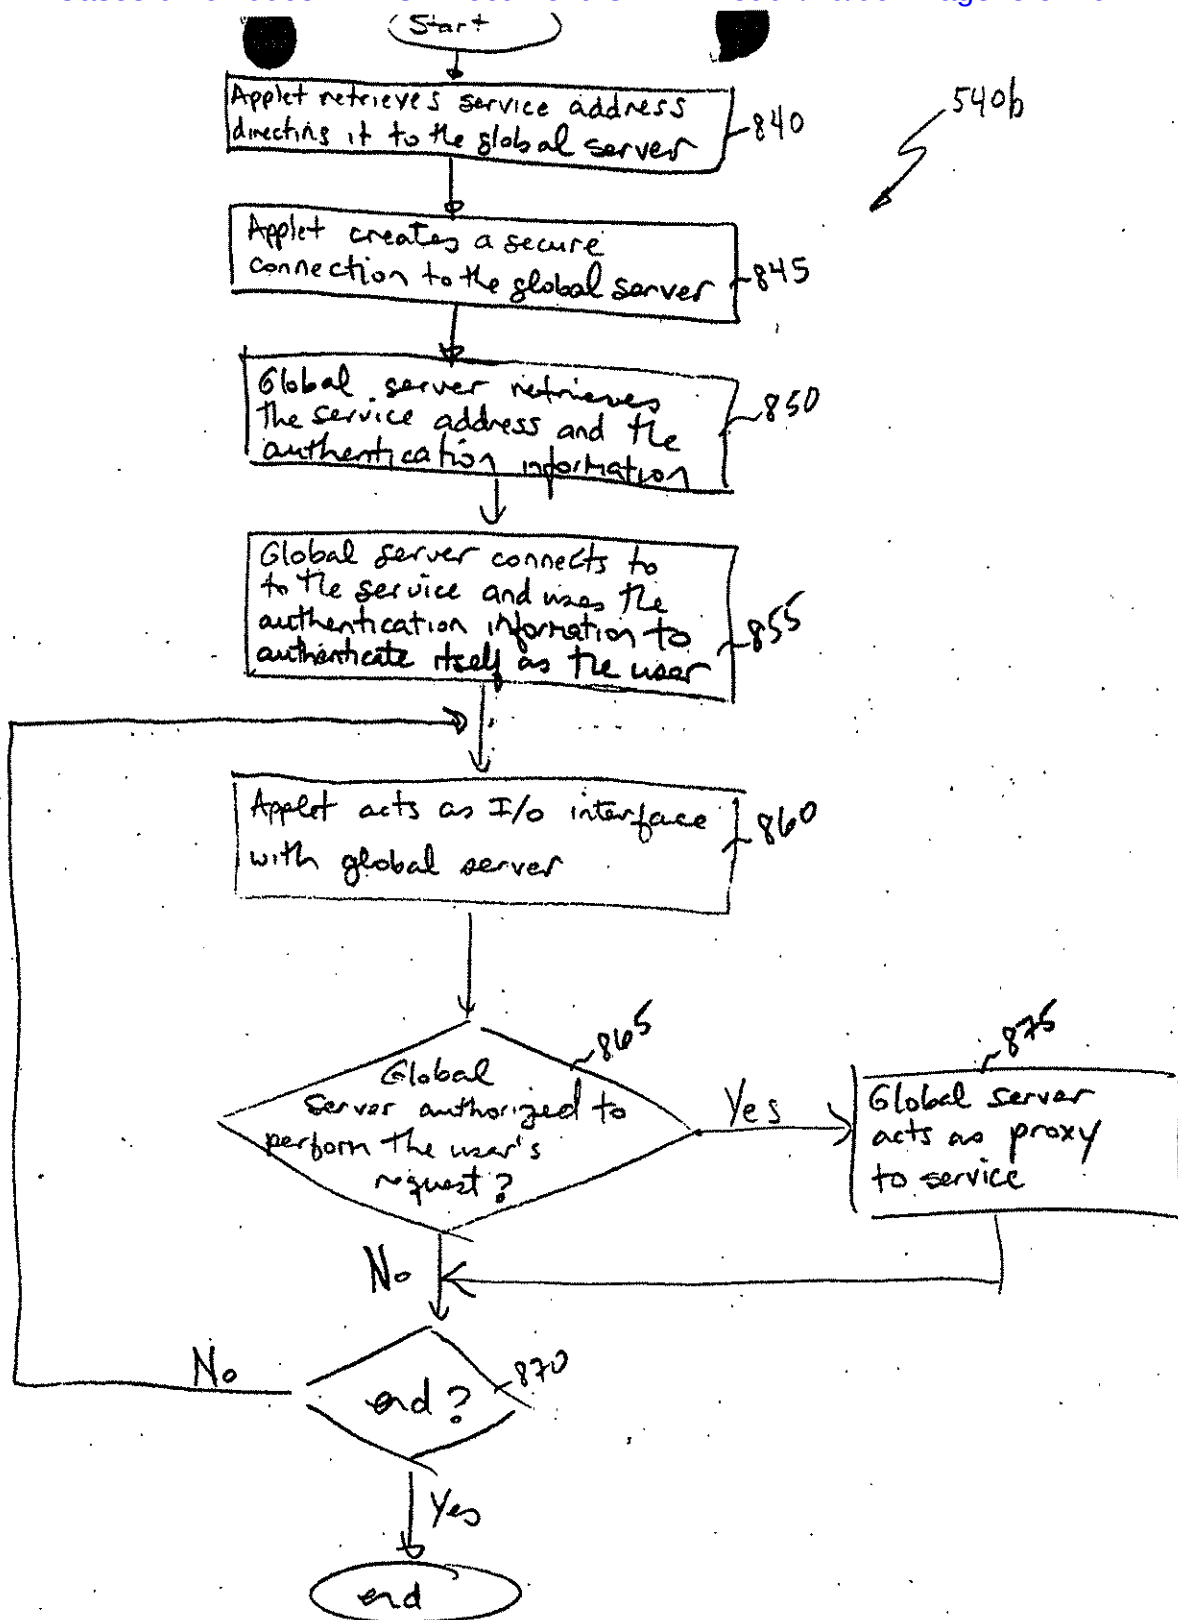 Start
540b
Applet retrieves service address
directing it to the global server
840
Applet creates a secure
connection to the global server
845
Global server retrieves
the service address and the
authentication information
850
Global server connects to
to the service and uses the
authentication information to
authenticate itself as the user
855
Applet acts as I/O interface
with global server
860
865
Global
Server authorized to
perform the user's
request?
Yes
875
Global server
acts as proxy
to service
No
870
end?
No
Yes
end